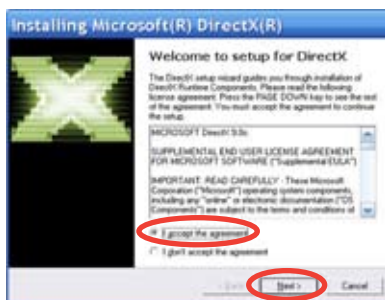 Installing Microsoft(R) DirectX(R)
Welcome to setup for DirectX
The DirectX setup wizard guides you through installation of
DirectX Runtime Components. Please read the following
license agreement. Press the PAGE DOWN key to see the rest
of the agreement. You must accept the agreement to continue
the setup.
MICROSOFT DirectX 9.0c
SUPPLEMENTAL END USER LICENSE AGREEMENT
FOR MICROSOFT SOFTWARE ("Supplemental EULA")
IMPORTANT: READ CAREFULLY - These Microsoft
Corporation ("Microsoft") operating system components,
including any "online" or electronic documentation ("OS
Components") are subject to the terms and conditions of
I accept the agreement
I don't accept the agreement
Next > Cancel